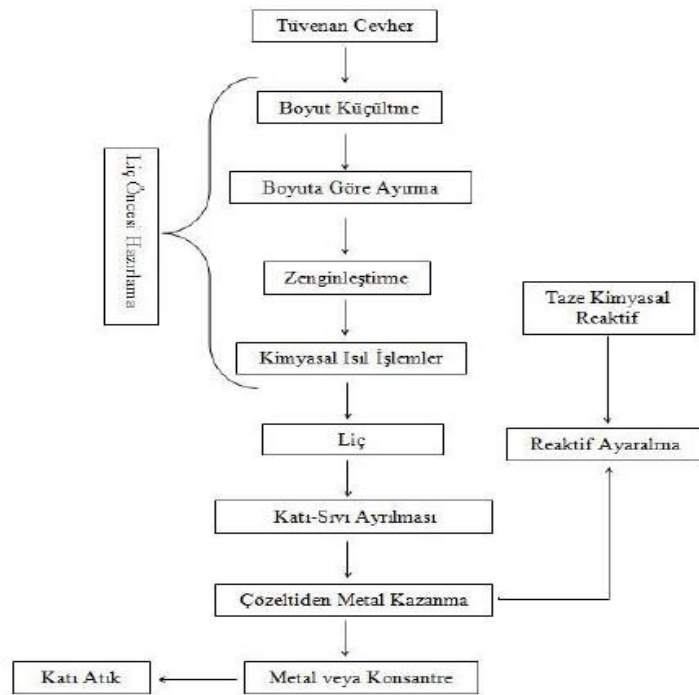 Tüvenan Cevher
Boyut Küçültme
Liç Öncesi Hazırlama
Boyuta Göre Ayırma
Zenginleştirme
Taze Kimyasal
Reaktif
Kimyasal Isıl İşlemler
Liç
Reaktif Ayaralma
Katı-Sıvı Ayrılması
Çözeltiden Metal Kazanma
Katı Atık
Metal veya Konsantre